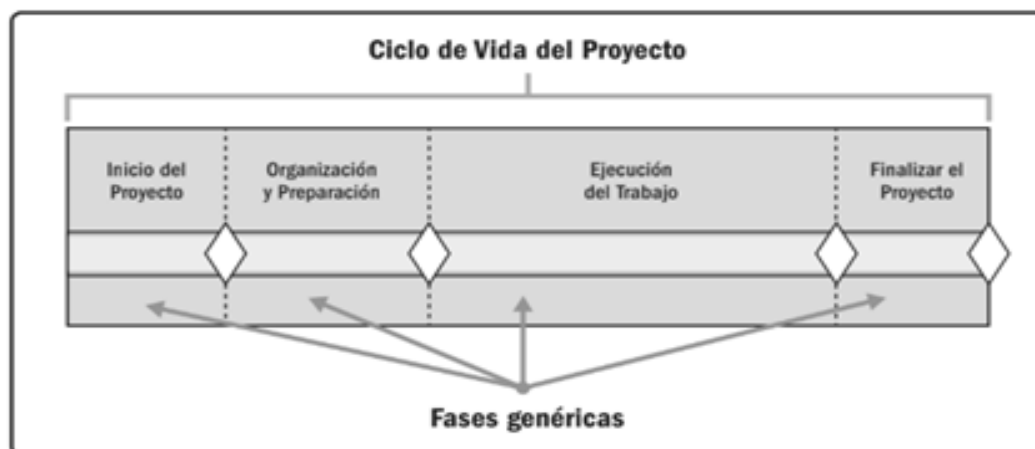 Ciclo de Vida del Proyecto
Inicio del
Proyecto
Organización
y Preparación
Ejecución
del Trabajo
Finalizar el
Proyecto
Fases genéricas